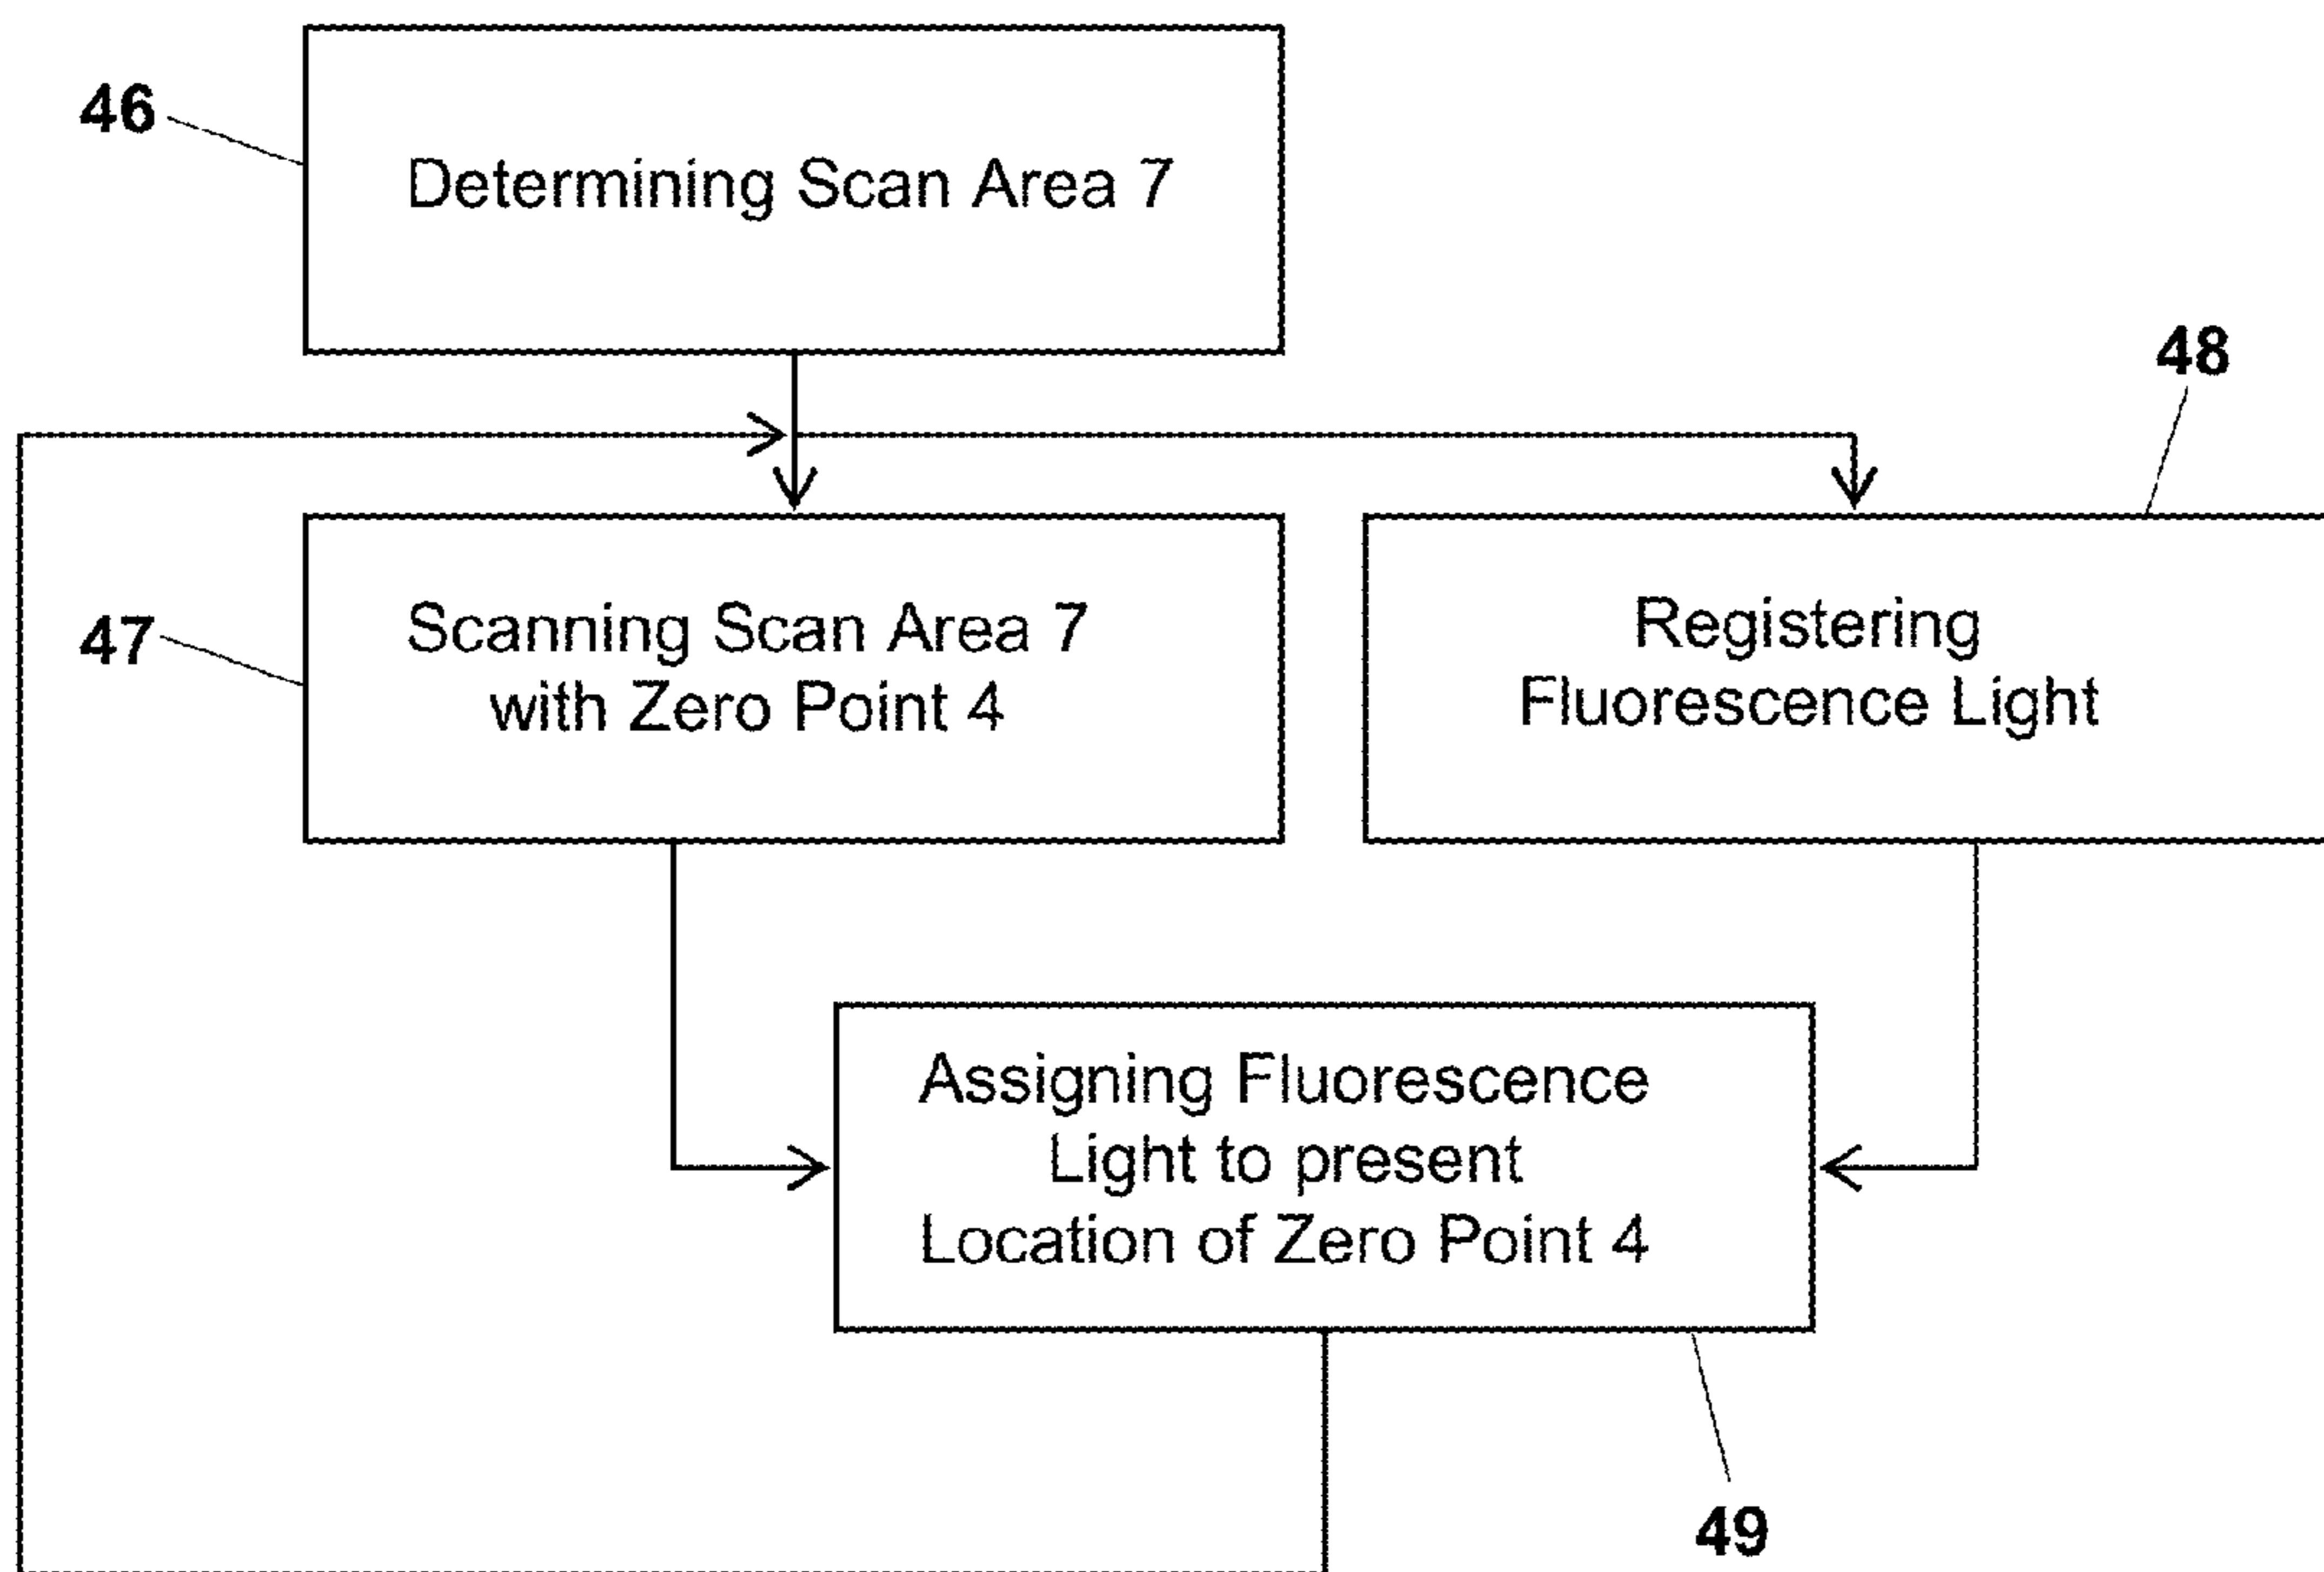 46
Determining Scan Area 7
48
47
Scanning Scan Area 7
with Zero Point 4
Registering
Fluorescence Light
Assigning Fluorescence
Light to present
Location of Zero Point 4
49